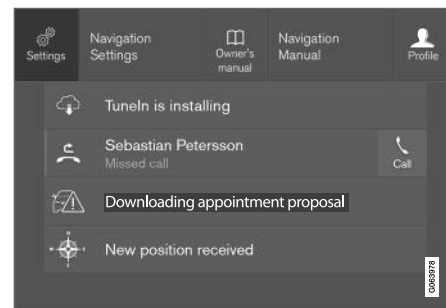 Settings
Navigation
Settings
Owner's
manual
Navigation
Manual
Profile
TuneIn is installing
Sebastian Petersson
Missed call
Call
Downloading appointment proposal
New position received
G063978